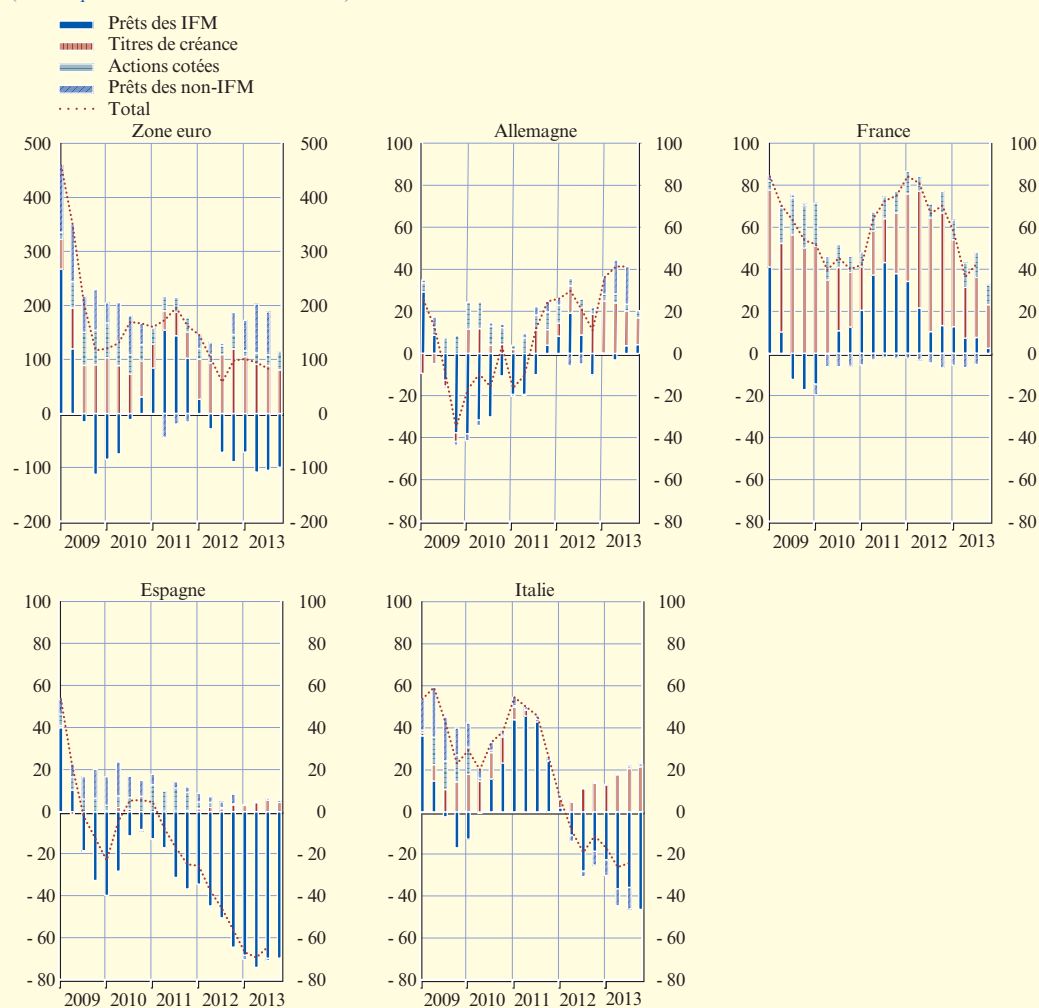 Prêts des IFM
Titres de créance
Actions cotées
Prêts des non-IFM
Total
Zone euro
500 500
400 400
300 300
200 200
100 100
0 0
- 100 - 100
- 200 - 200
2009 2010 2011 2012 2013
Allemagne
100 100
80 80
60 60
40 40
20 20
0 0
- 20 - 20
- 40 - 40
- 60 - 60
- 80 - 80
2009 2010 2011 2012 2013
France
100 100
80 80
60 60
40 40
20 20
0 0
- 20 - 20
- 40 - 40
- 60 - 60
- 80 - 80
2009 2010 2011 2012 2013
Espagne
100 100
80 80
60 60
40 40
20 20
0 0
- 20 - 20
- 40 - 40
- 60 - 60
- 80 - 80
2009 2010 2011 2012 2013
Italie
100 100
80 80
60 60
40 40
20 20
0 0
- 20 - 20
- 40 - 40
- 60 - 60
- 80 - 80
2009 2010 2011 2012 2013